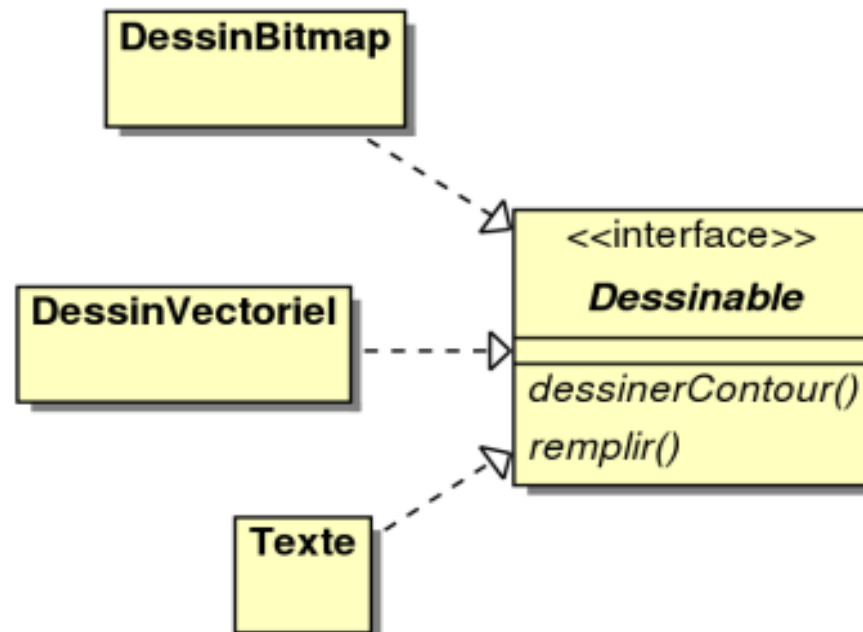 DessinBitmap
<<interface>>
Dessinable
DessinVectoriel
dessinerContour()
remplir()
Texte